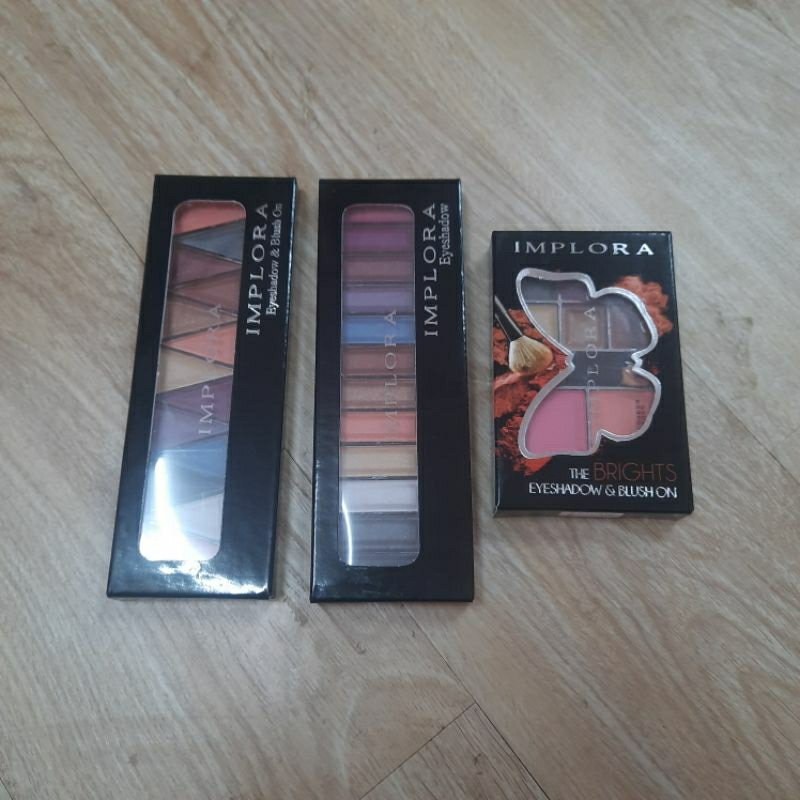 IMPLORA
Eyeshadow & Blush On
IMPLORA
IMPLORA
Eyeshadow
IMPLORA
IMPLORA
IMPLORA
THE BRIGHTS
EYESHADOW & BLUSH ON